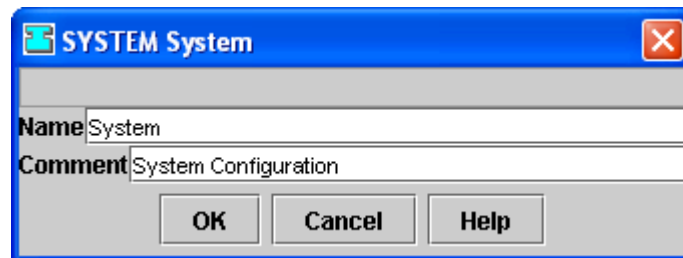 SYSTEM System
Name System
Comment System Configuration
OK Cancel Help